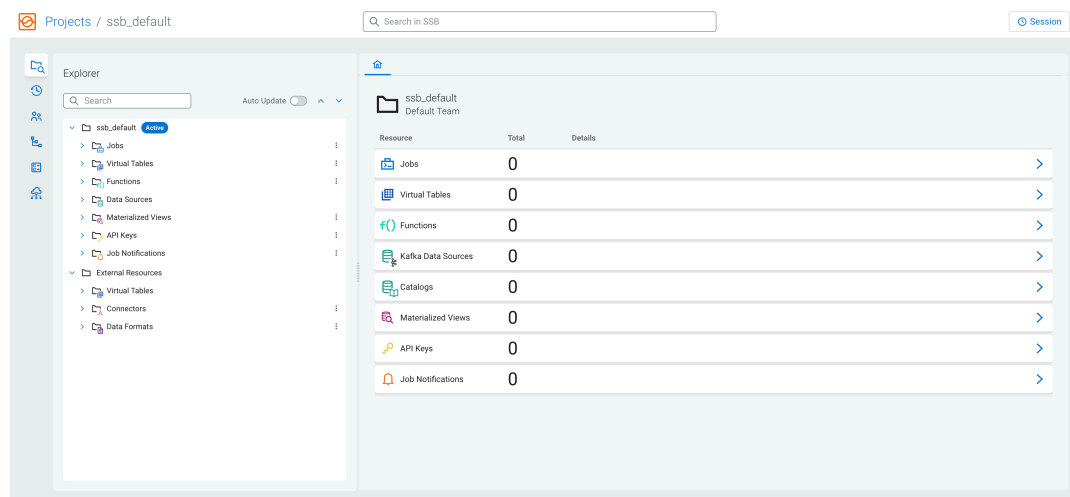 Projects / ssb_default
Search in SSB
Session
Explorer
Search
Auto Update
ssb_default Active
Jobs
Virtual Tables
Functions
Data Sources
Materialized Views
API Keys
Job Notifications
External Resources
Virtual Tables
Connectors
Data Formats
ssb_default
Default Team
Resource Total Details
Jobs 0
Virtual Tables 0
f() Functions 0
Kafka Data Sources 0
Catalogs 0
Materialized Views 0
API Keys 0
Job Notifications 0